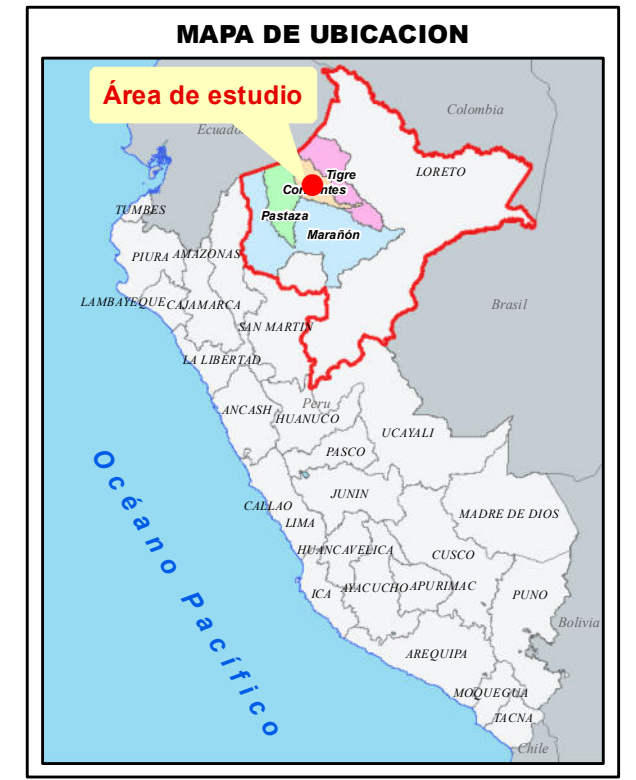 MAPA DE UBICACION
Área de estudio
Colombia
Ecuador
LORETO
Tigre
Corrientes
Pastaza
Marañón
TUMBES
PIURA
AMAZONAS
Brasil
LAMBAYEQUE
CAJAMARCA
SAN MARTIN
LA LIBERTAD
Peru
ANCASH
HUANUCO
UCAYALI
PASCO
Océano Pacífico
JUNIN
CALLAO
MADRE DE DIOS
LIMA
HUANCAVELICA
CUSCO
ICA
AYACUCHO
APURIMAC
PUNO
Bolivia
AREQUIPA
MOQUEGUA
TACNA
Chile